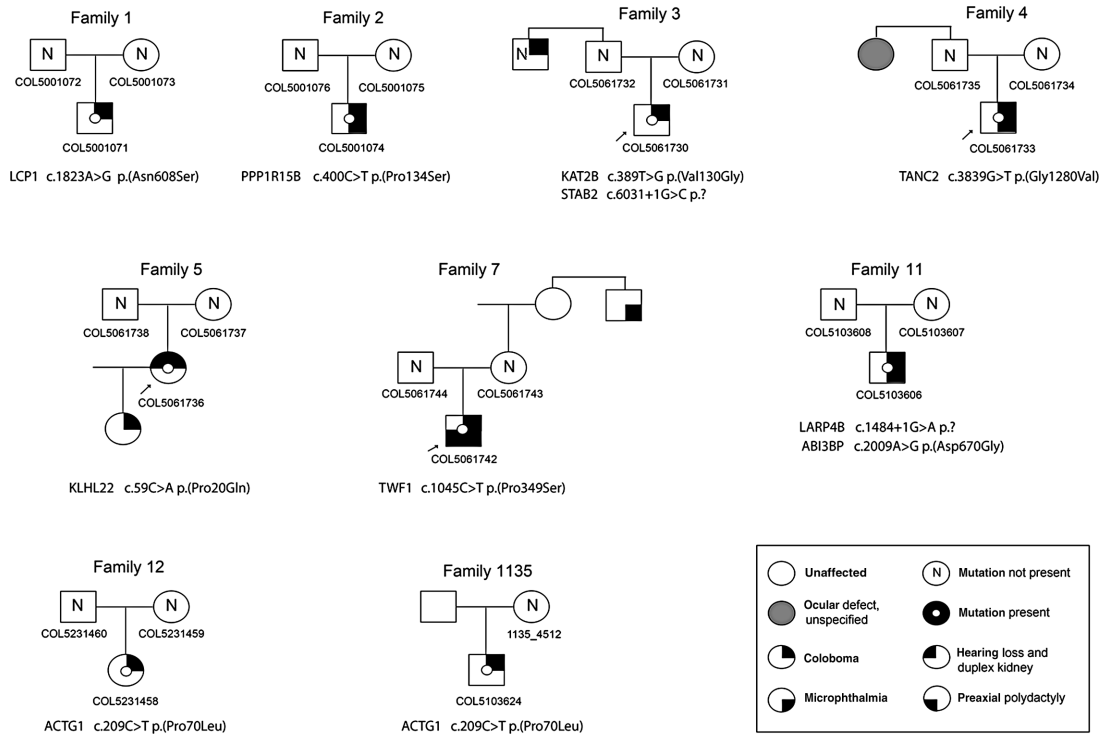 Family 1
N
N
COL5001072
COL5001073
COL5001071
LCP1 c.1823A>G p.(Asn608Ser)
Family 2
N
N
COL5001076
COL5001075
COL5001074
PPP1R15B c.400C>T p.(Pro134Ser)
Family 3
N
N
N
COL5061732
COL5061731
COL5061730
KAT2B c.389T>G p.(Val130Gly)
STAB2 c.6031+1G>C p.?
Family 4
N
N
COL5061735
COL5061734
COL5061733
TANC2 c.3839G>T p.(Gly1280Val)
Family 5
N
N
COL5061738
COL5061737
COL5061736
KLHL22 c.59C>A p.(Pro20Gln)
Family 7
N
N
COL5061744
COL5061743
COL5061742
TWF1 c.1045C>T p.(Pro349Ser)
Family 11
N
N
COL5103608
COL5103607
COL5103606
LARP4B c.1484+1G>A p.?
ABI3BP c.2009A>G p.(Asp670Gly)
Family 12
N
N
COL5231460
COL5231459
COL5231458
ACTG1 c.209C>T p.(Pro70Leu)
Family 1135
N
1135_4512
COL5103624
ACTG1 c.209C>T p.(Pro70Leu)
Unaffected
Ocular defect,
unspecified
Coloboma
Microphthalmia
N
Mutation not present
Mutation present
Hearing loss and
duplex kidney
Preaxial polydactyly